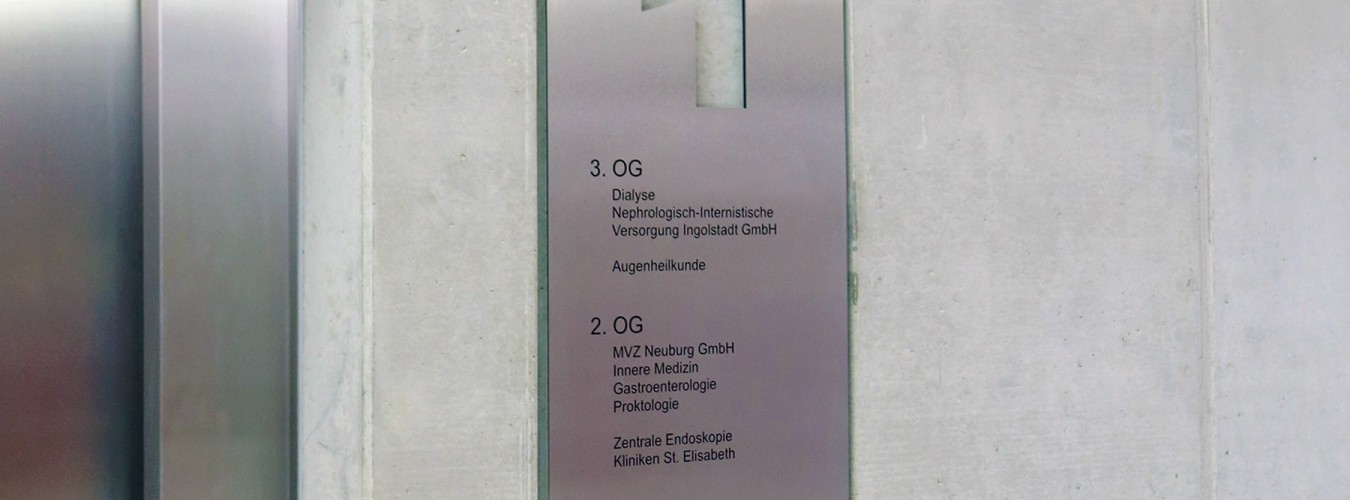 1
3. OG
Dialyse
Nephrologisch-Internistische
Versorgung Ingolstadt GmbH
Augenheilkunde
2. OG
MVZ Neuburg GmbH
Innere Medizin
Gastroenterologie
Proktologie
Zentrale Endoskopie
Kliniken St. Elisabeth